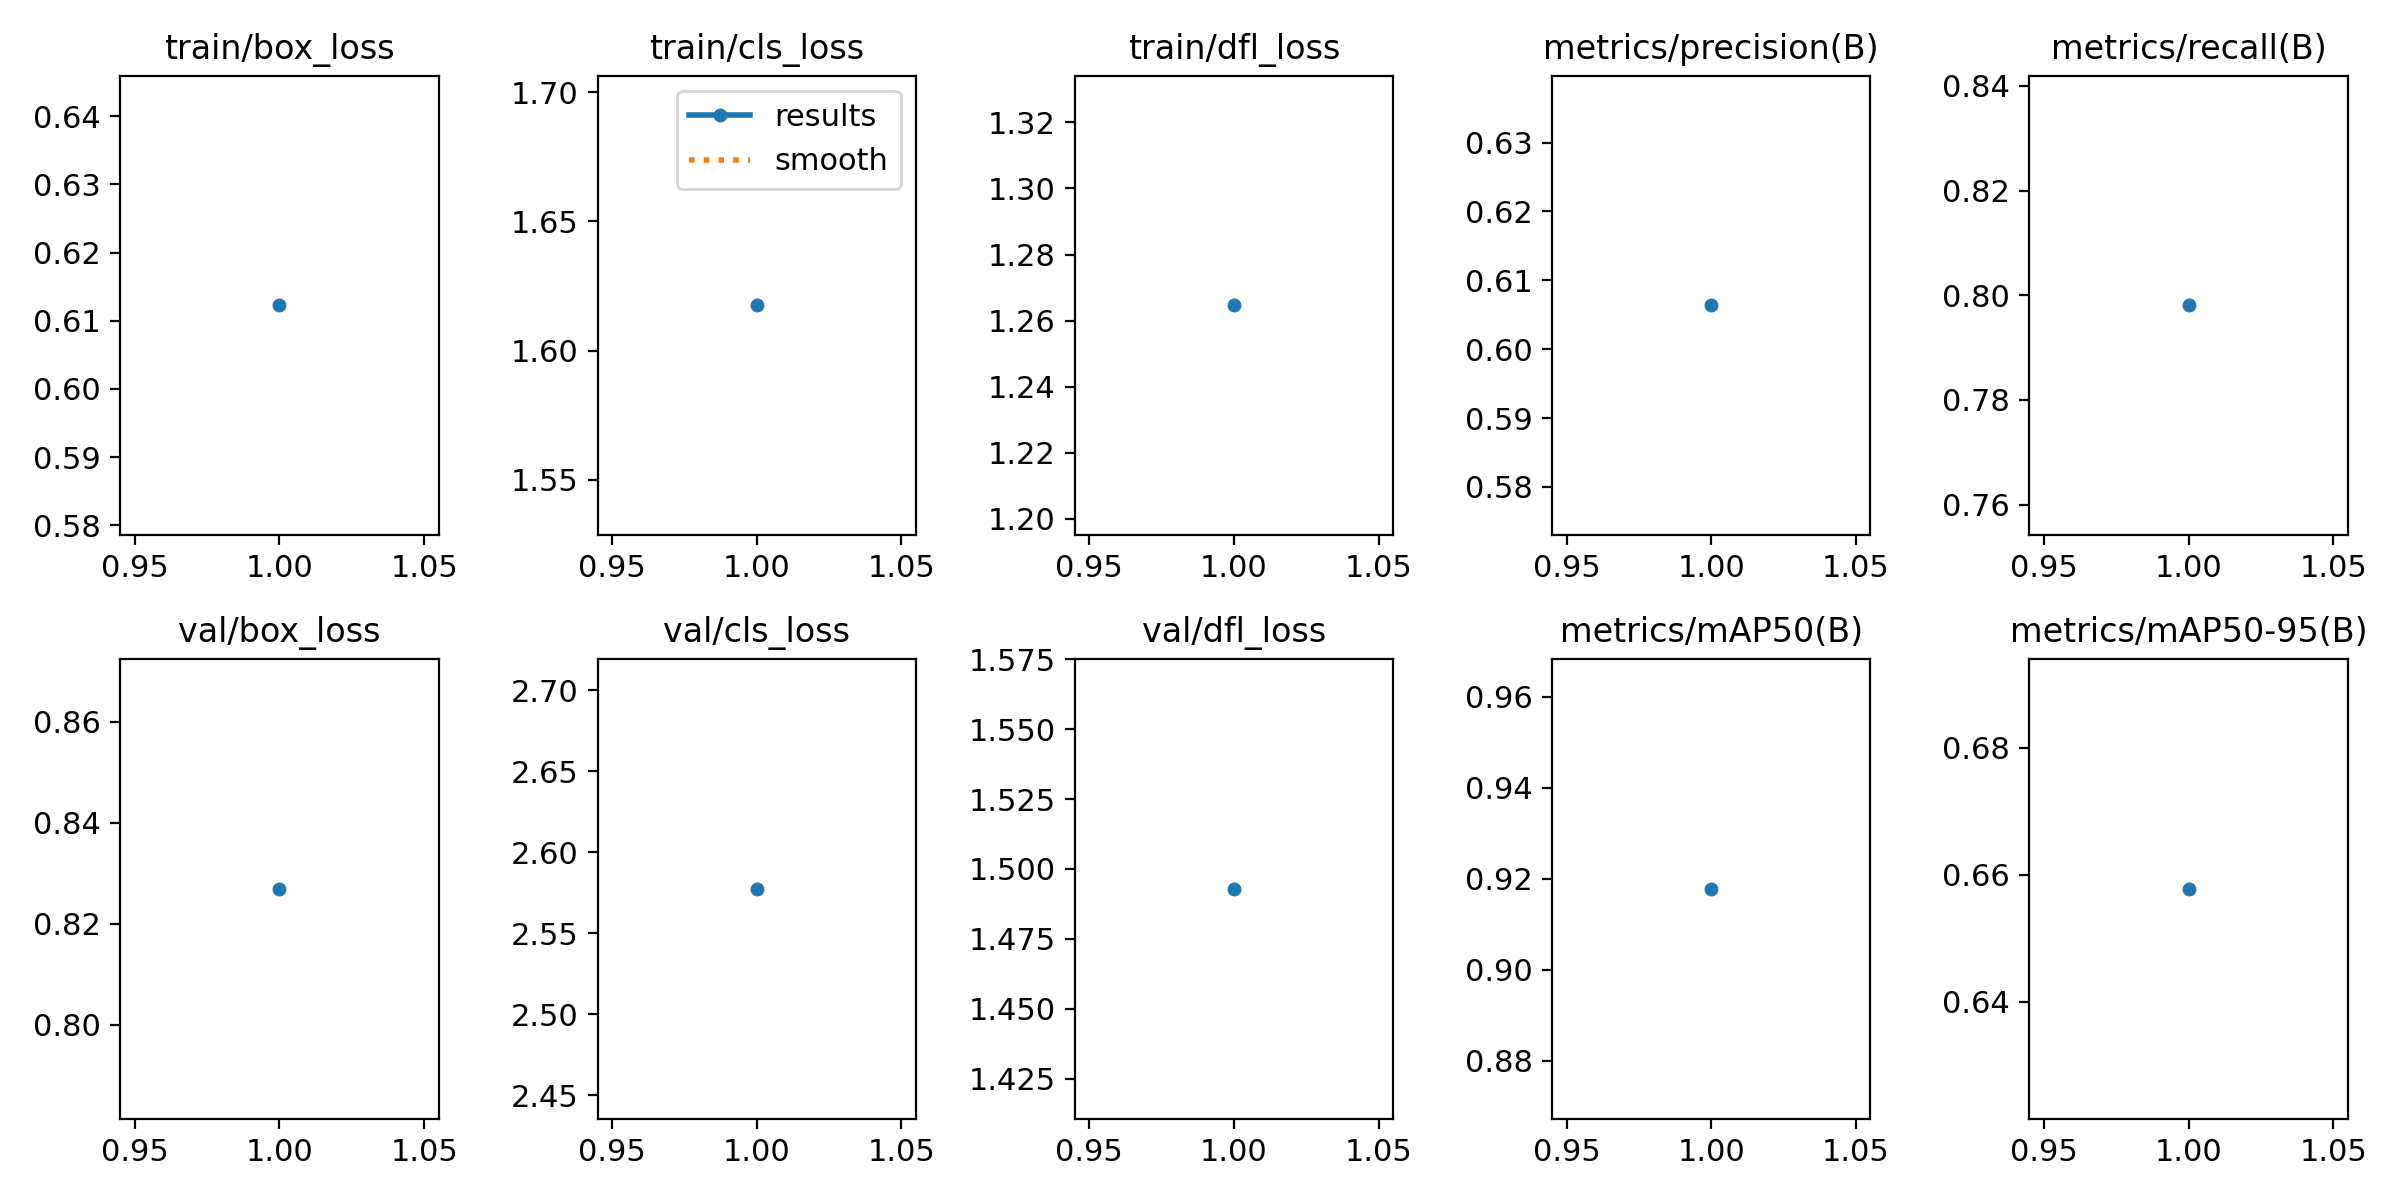 train/box_loss
0.64
0.63
0.62
0.61
0.60
0.59
0.58
0.95 1.00 1.05
train/cls_loss
results
smooth
1.70
1.65
1.60
1.55
0.95 1.00 1.05
train/dfl_loss
1.32
1.30
1.28
1.26
1.24
1.22
1.20
0.95 1.00 1.05
metrics/precision(B)
0.63
0.62
0.61
0.60
0.59
0.58
0.95 1.00 1.05
metrics/recall(B)
0.84
0.82
0.80
0.78
0.76
0.95 1.00 1.05
val/box_loss
0.86
0.84
0.82
0.80
0.95 1.00 1.05
val/cls_loss
2.70
2.65
2.60
2.55
2.50
2.45
0.95 1.00 1.05
val/dfl_loss
1.575
1.550
1.525
1.500
1.475
1.450
1.425
0.95 1.00 1.05
metrics/mAP50(B)
0.96
0.94
0.92
0.90
0.88
0.95 1.00 1.05
metrics/mAP50-95(B)
0.68
0.66
0.64
0.95 1.00 1.05